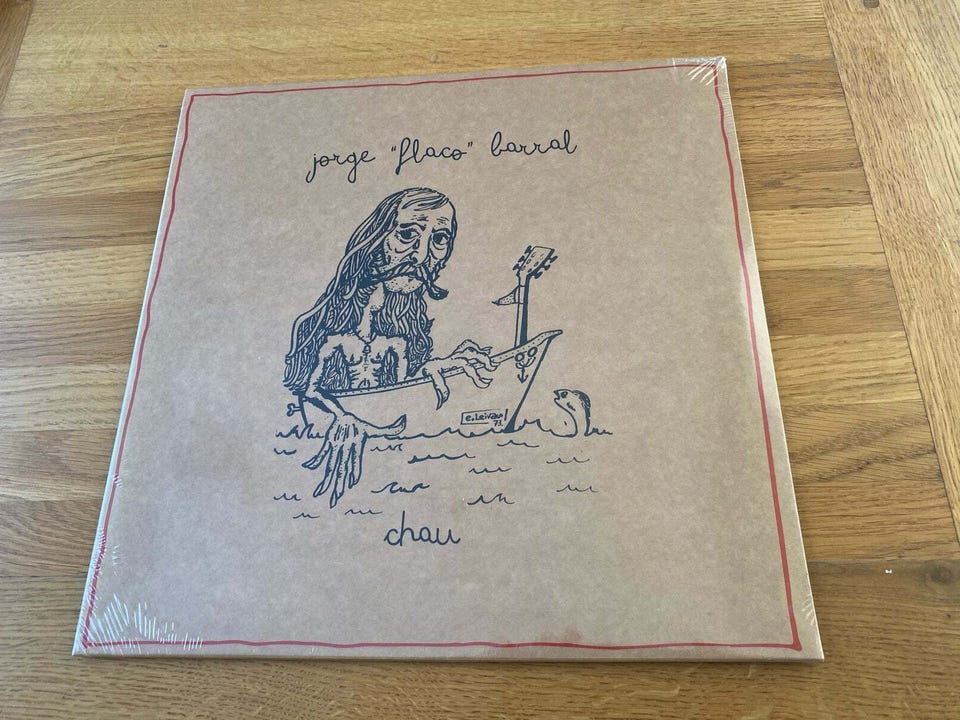 jorge "flaco" barral
e.Leivas
73.
chau